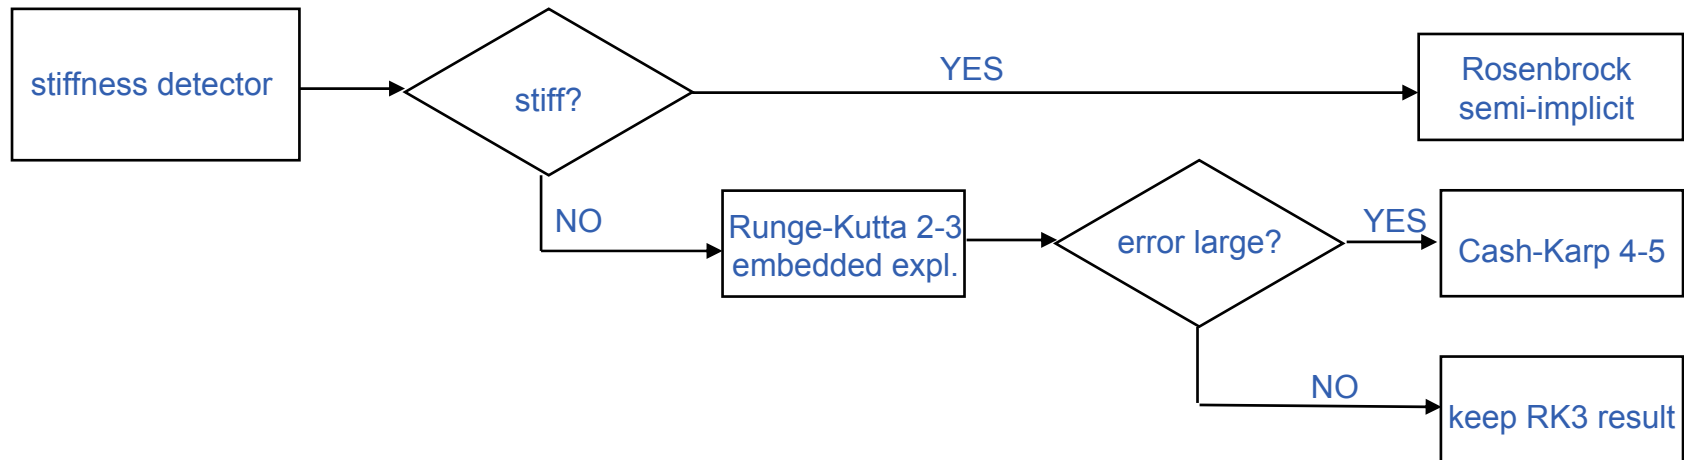 stiffness detector
stiff?
YES
Rosenbrock
semi-implicit
NO
Runge-Kutta 2-3
embedded expl.
error large?
YES
Cash-Karp 4-5
NO
keep RK3 result